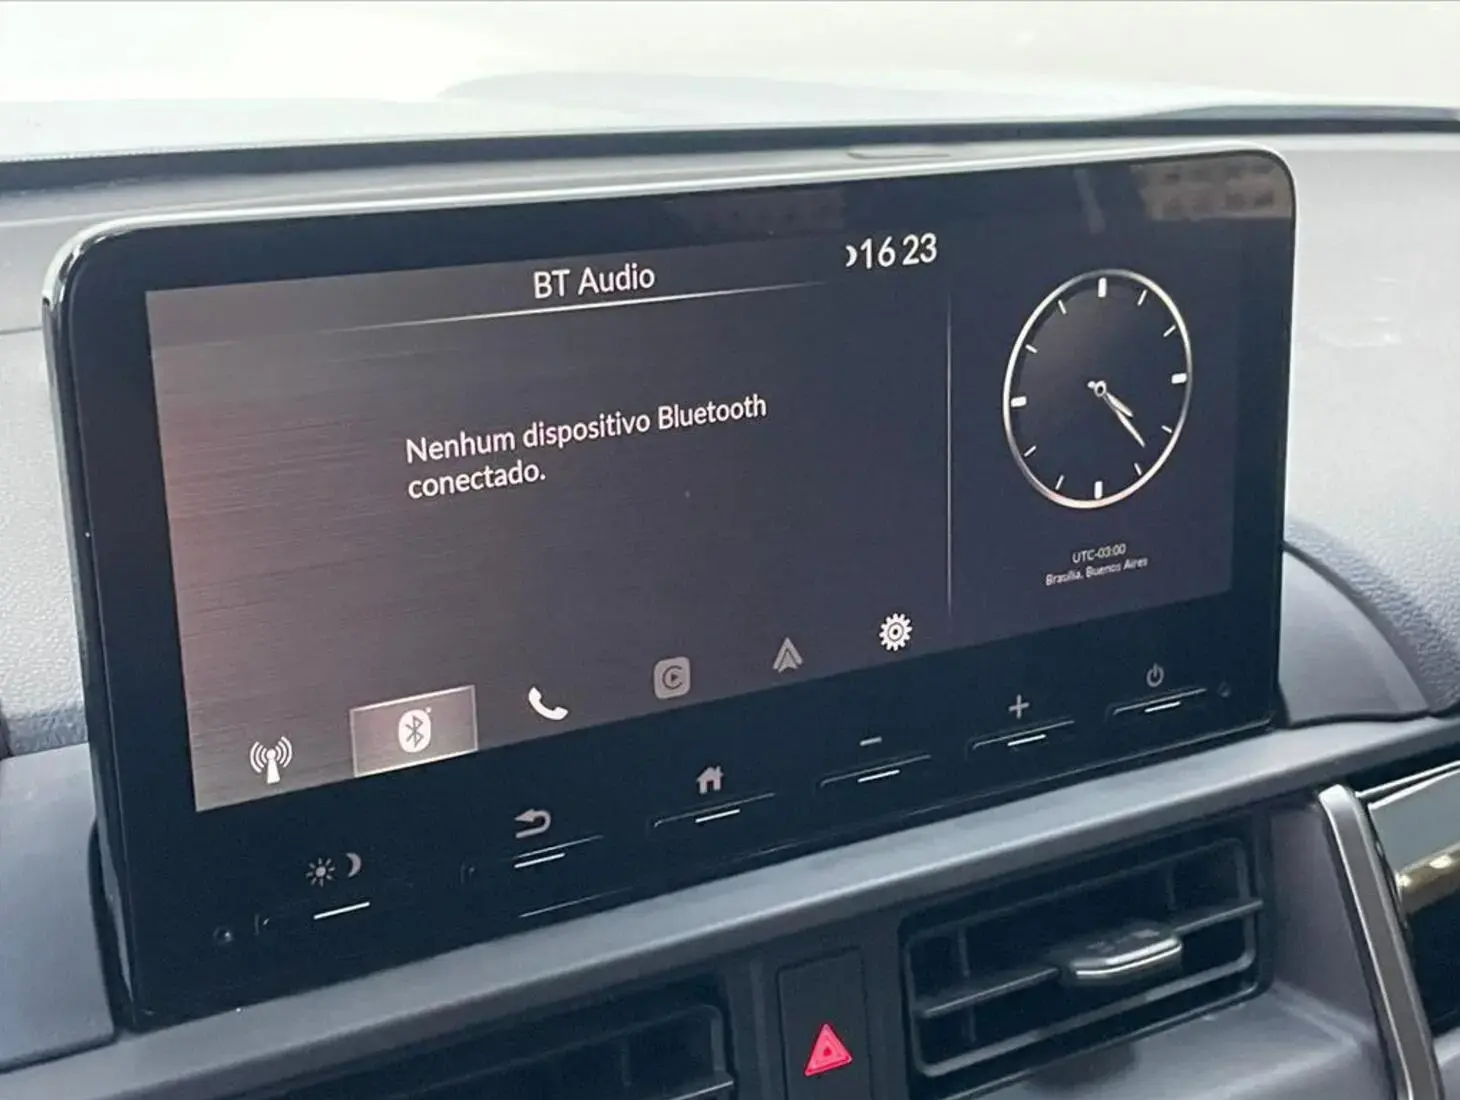 BT Audio
16 23
Nenhum dispositivo Bluetooth
conectado.
UTC-03:00
Brasília, Buenos Aires